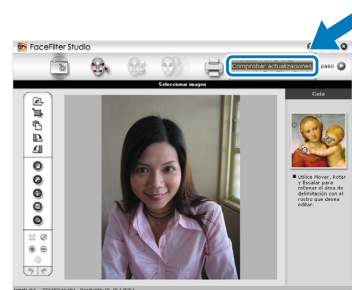 FaceFilter Studio
Comprobar actualizaciones
paso
Seleccionar imagen
Guía
Utilice Mover, Rotar
y Escalar para
rellenar el área de
delimitación con el
rostro que desea
editar.